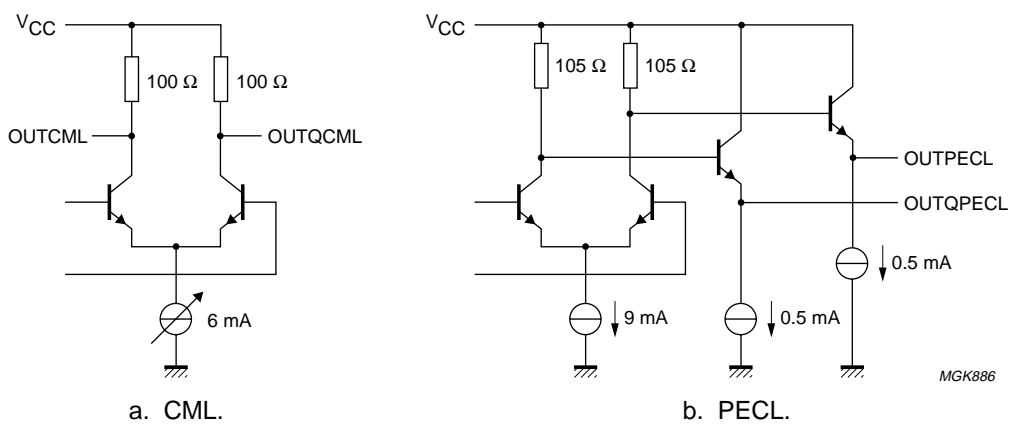 VCC
100 Ω
100 Ω
OUTCML
OUTQCML
6 mA
a. CML.
VCC
105 Ω
105 Ω
OUTPECL
OUTQPECL
0.5 mA
9 mA
0.5 mA
MGK886
b. PECL.